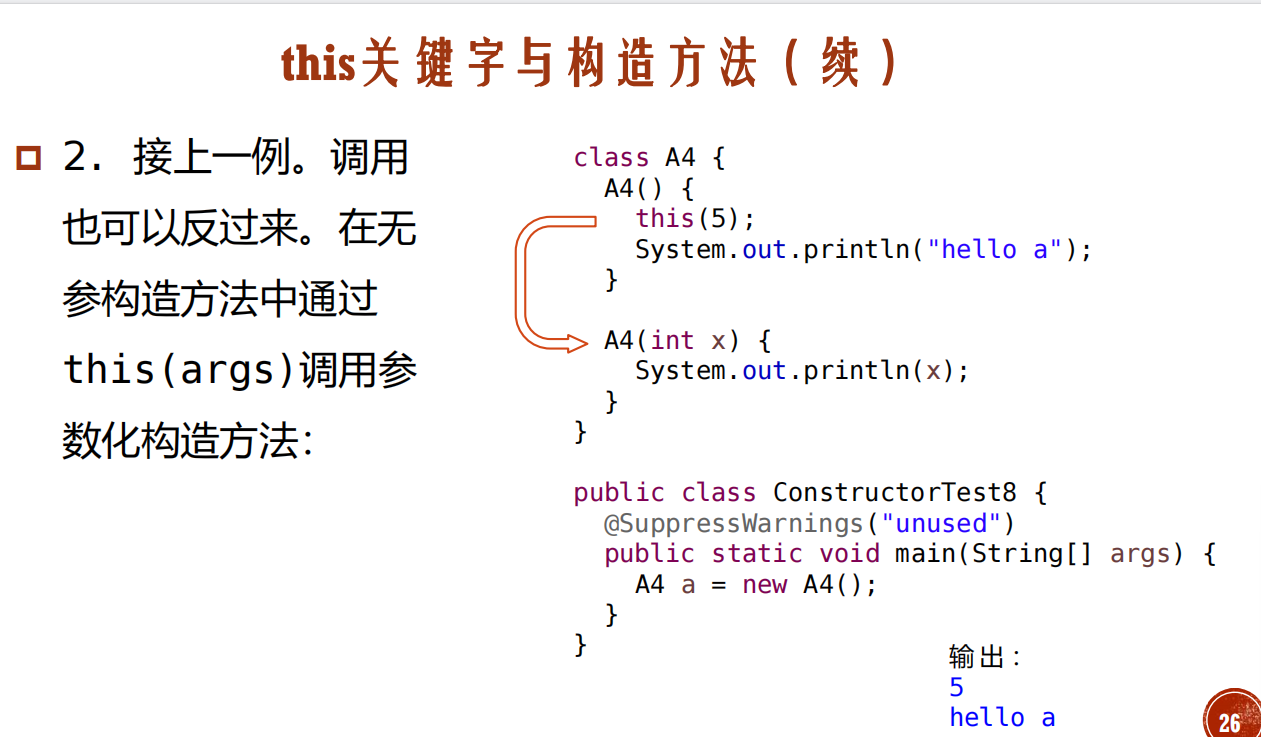 this关键字与构造方法（续）
2. 接上一例。调用
也可以反过来。在无
参构造方法中通过
this(args)调用参
数化构造方法：
class A4 {
A4() {
this(5);
System.out.println("hello a");
}
A4(int x) {
System.out.println(x);
}
}
public class ConstructorTest8 {
@SuppressWarnings("unused")
public static void main(String[] args) {
A4 a = new A4();
}
}
输出：
5
hello a
26